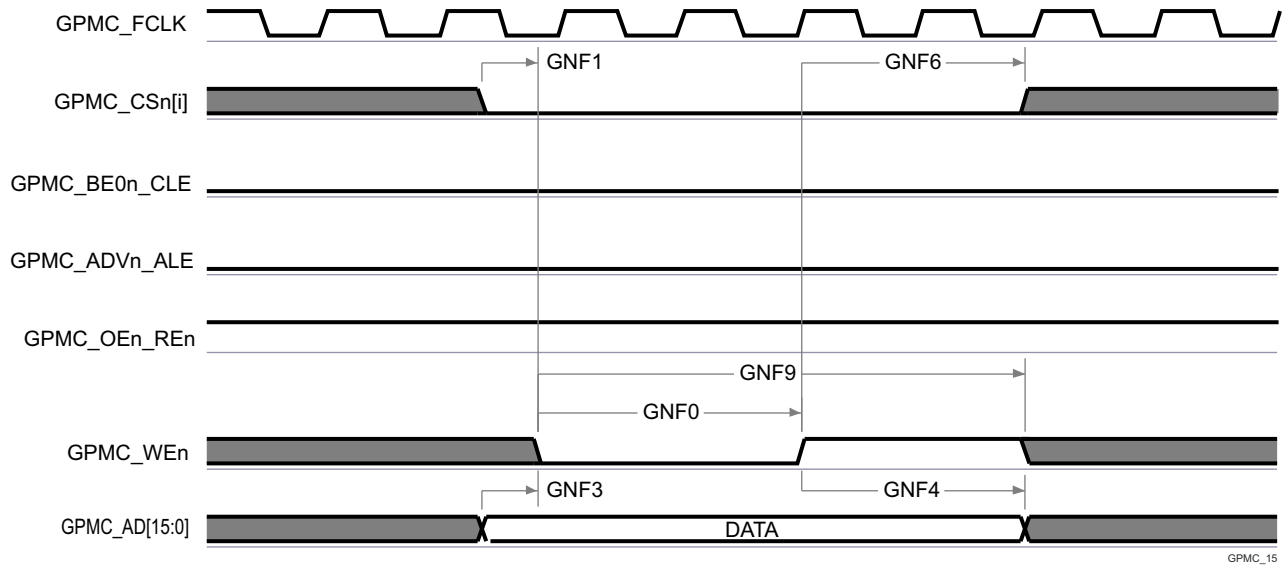 GPMC_FCLK
GNF1
GNF6
GPMC_CSn[i]
GPMC_BE0n_CLE
GPMC_ADVn_ALE
GPMC_OEn_REn
GNF9
GNF0
GPMC_WEn
GNF3
GNF4
GPMC_AD[15:0]
DATA
GPMC_15